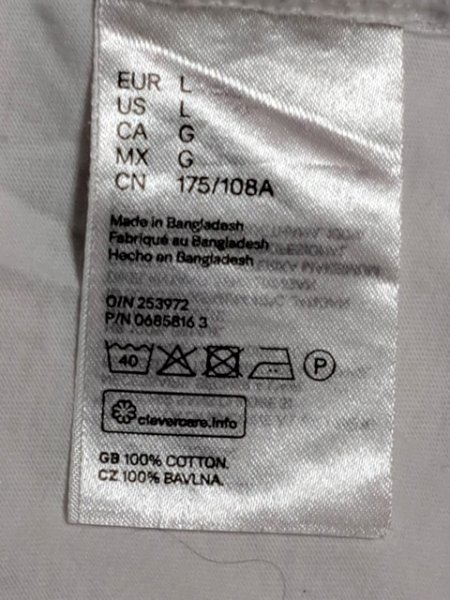 EUR L
US L
CA G
MX G
CN 175/108A
Made in Bangladesh
Fabriqué au Bangladesh
Hecho en Bangladesh
O/N 253972
P/N 0685816 3
40 P
clevercare.info
GB 100% COTTON.
CZ 100% BAVLNA.